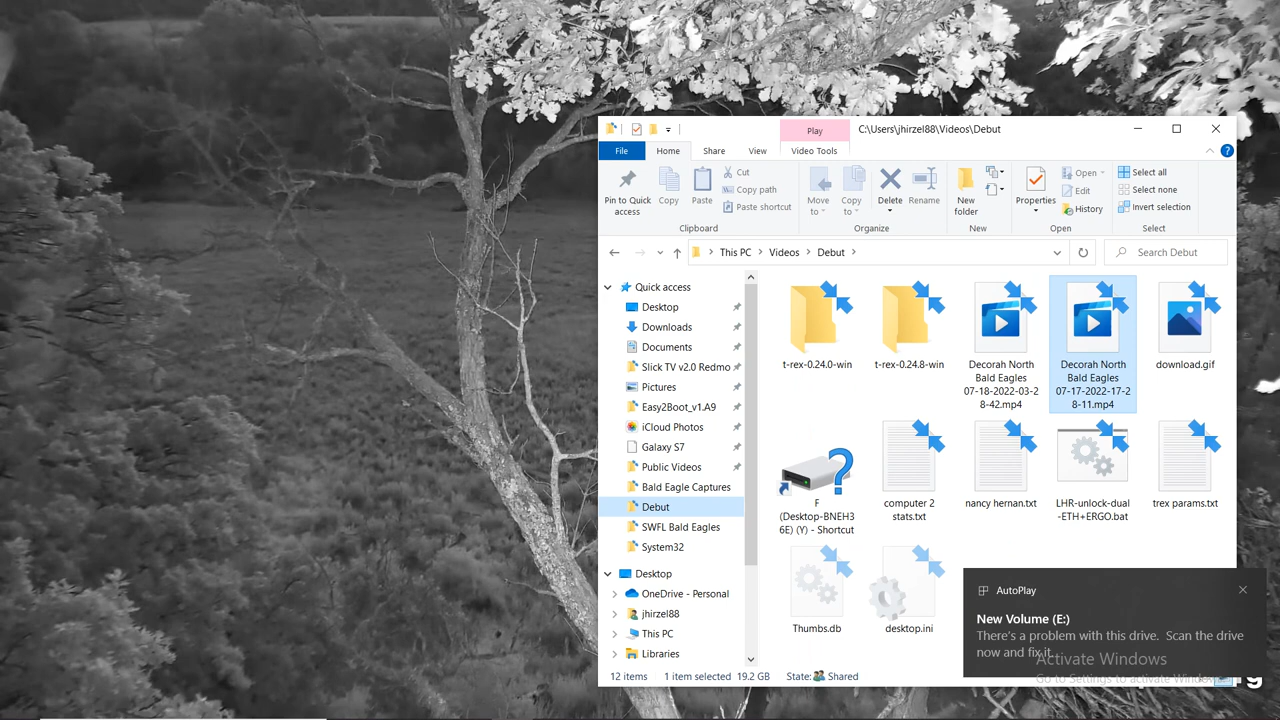 Play
C:\Users\jhirzel88\Videos\Debut
File
Home
Share
View
Video Tools
Pin to Quick
access
Copy
Paste
Cut
Copy path
Paste shortcut
Clipboard
Move
to
Copy
to
Delete
Rename
Organize
New
folder
New
Properties
Open
Edit
History
Open
Select all
Select none
Invert selection
Select
This PC
Videos
Debut
Search Debut
Quick access
Desktop
Downloads
Documents
Slick TV v2.0 Redmo
Pictures
Easy2Boot_v1.A9
iCloud Photos
Galaxy S7
Public Videos
Bald Eagle Captures
Debut
SWFL Bald Eagles
System32
Desktop
OneDrive - Personal
jhirzel88
This PC
Libraries
t-rex-0.24.0-win
t-rex-0.24.8-win
Decorah North
Bald Eagles
07-18-2022-03-2
8-42.mp4
Decorah North
Bald Eagles
07-17-2022-17-2
8-11.mp4
download.gif
F
(Desktop-BNEH3
6E) (Y) - Shortcut
computer 2
stats.txt
nancy hernan.txt
LHR-unlock-dual
-ETH+ERGO.bat
trex params.txt
Thumbs.db
desktop.ini
12 items
1 item selected
19.2 GB
State:
Shared
AutoPlay
New Volume (E:)
There's a problem with this drive. Scan the drive
now and fix it.
Activate Windows
Go to Settings to activate Windows.